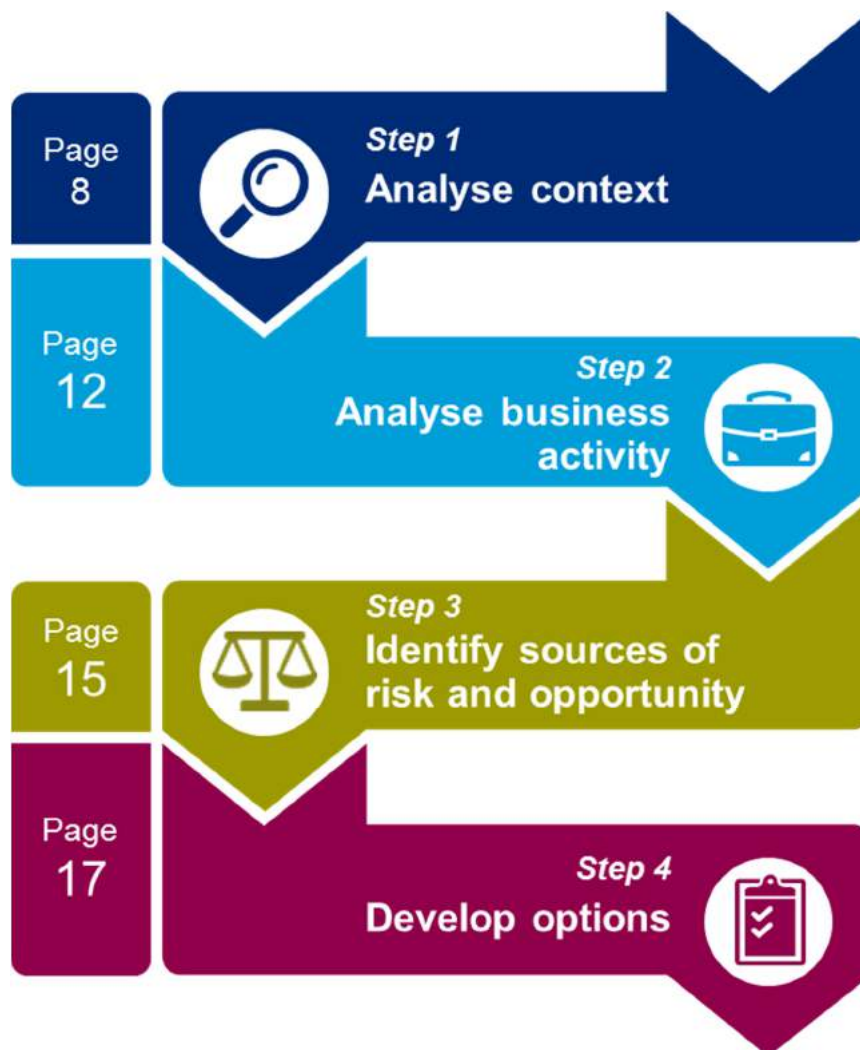 Page
8
Step 1
Analyse context
Page
12
Step 2
Analyse business
activity
Page
15
Step 3
Identify sources of
risk and opportunity
Page
17
Step 4
Develop options